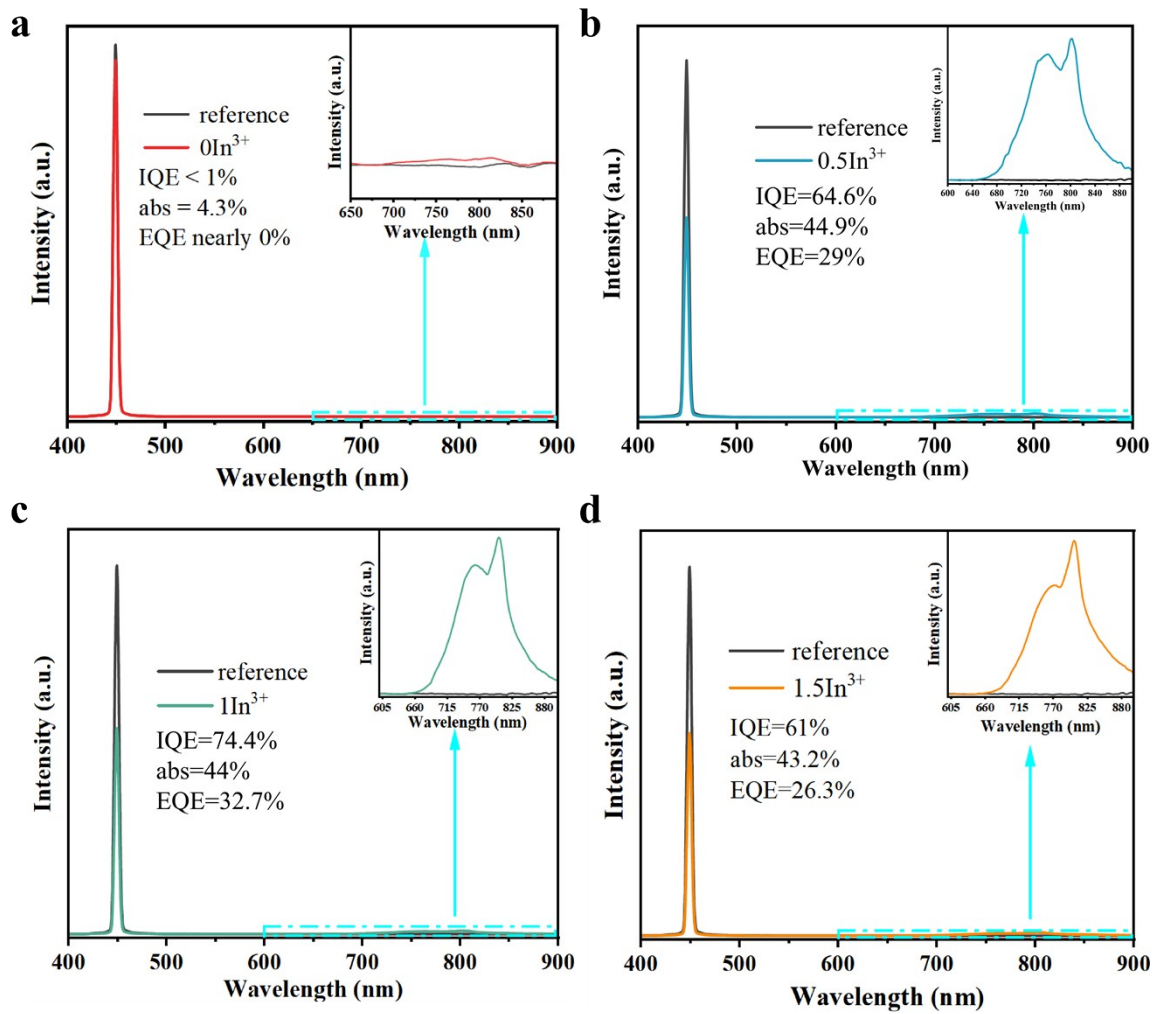 a
Intensity (a.u.)
reference
0In³⁺
IQE < 1%
abs = 4.3%
EQE nearly 0%
Intensity (a.u.)
650 700 750 800 850
Wavelength (nm)
400 500 600 700 800 900
Wavelength (nm)
b
Intensity (a.u.)
reference
0.5In³⁺
IQE=64.6%
abs=44.9%
EQE=29%
Intensity (a.u.)
600 640 680 720 760 800 840 880
Wavelength (nm)
400 500 600 700 800 900
Wavelength (nm)
c
Intensity (a.u.)
reference
1In³⁺
IQE=74.4%
abs=44%
EQE=32.7%
Intensity (a.u.)
605 660 715 770 825 880
Wavelength (nm)
400 500 600 700 800 900
Wavelength (nm)
d
Intensity (a.u.)
reference
1.5In³⁺
IQE=61%
abs=43.2%
EQE=26.3%
Intensity (a.u.)
605 660 715 770 825 880
Wavelength (nm)
400 500 600 700 800 900
Wavelength (nm)